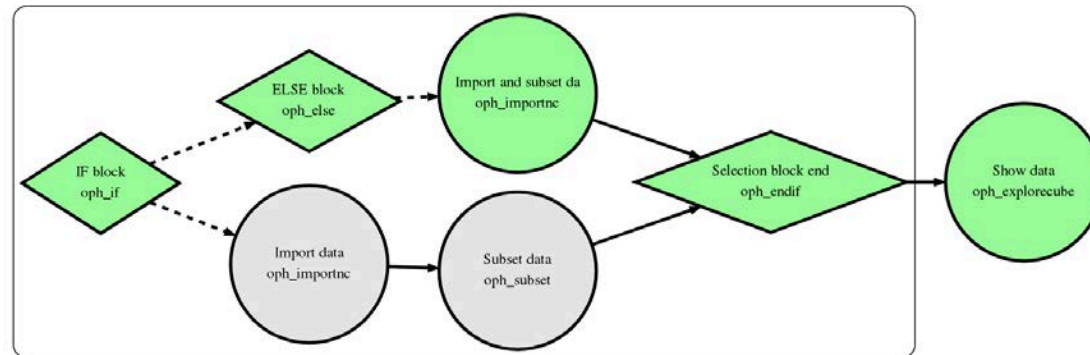 IF block
oph_if
ELSE block
oph_else
Import and subset da
oph_importnc
Import data
oph_importnc
Subset data
oph_subset
Selection block end
oph_endif
Show data
oph_explorecube